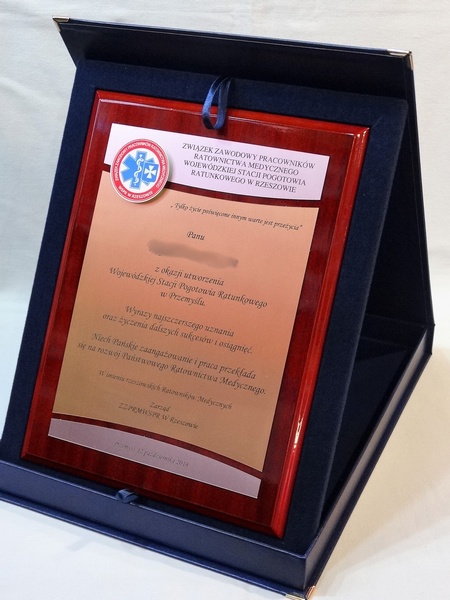 ZWIĄZEK ZAWODOWY PRACOWNIKÓW
RATOWNICTWA MEDYCZNEGO
WOJEWÓDZKIEJ STACJI POGOTOWIA
RATUNKOWEGO W RZESZOWIE
„Tylko życie poświęcone innym warte jest przeżycia”
Panu
z okazji utworzenia
Wojewódzkiej Stacji Pogotowia Ratunkowego
w Przemyślu.
Wyrazy najszczerszego uznania
oraz życzenia dalszych sukcesów i osiągnięć.
Niech Pańskie zaangażowanie i praca przekłada
się na rozwój Państwowego Ratownictwa Medycznego.
W imieniu rzeszowskich Ratowników Medycznych
Zarząd
ZZPRMWSPR W Rzeszowie
października 2018